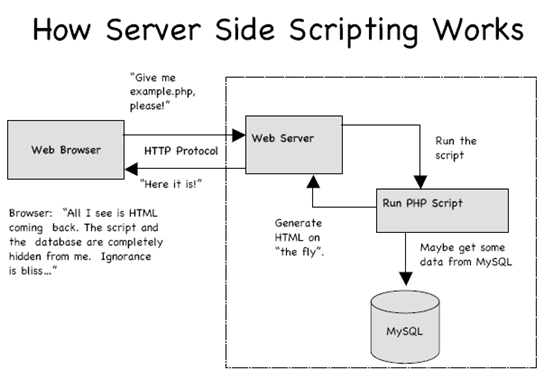 How Server Side Scripting Works
“Give me
example.php,
please!”
Web Browser
HTTP Protocol
“Here it is!”
Web Server
Run the
script
Run PHP Script
Generate
HTML on
“the fly”.
Maybe get some
data from MySQL
MySQL
Browser: “All I see is HTML
coming back. The script and
the database are completely
hidden from me. Ignorance
is bliss...”